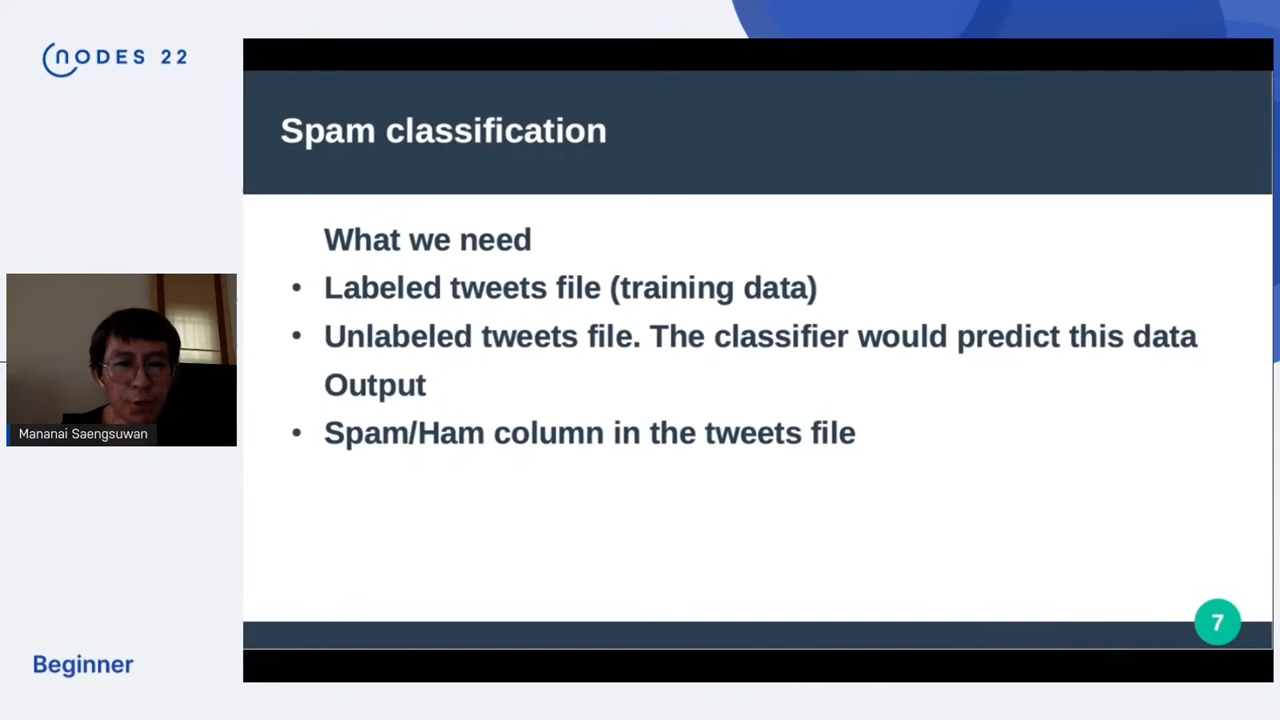 NODES 22
Spam classification
What we need
• Labeled tweets file (training data)
• Unlabeled tweets file. The classifier would predict this data
Output
• Spam/Ham column in the tweets file
Mananai Saengsuwan
7
Beginner